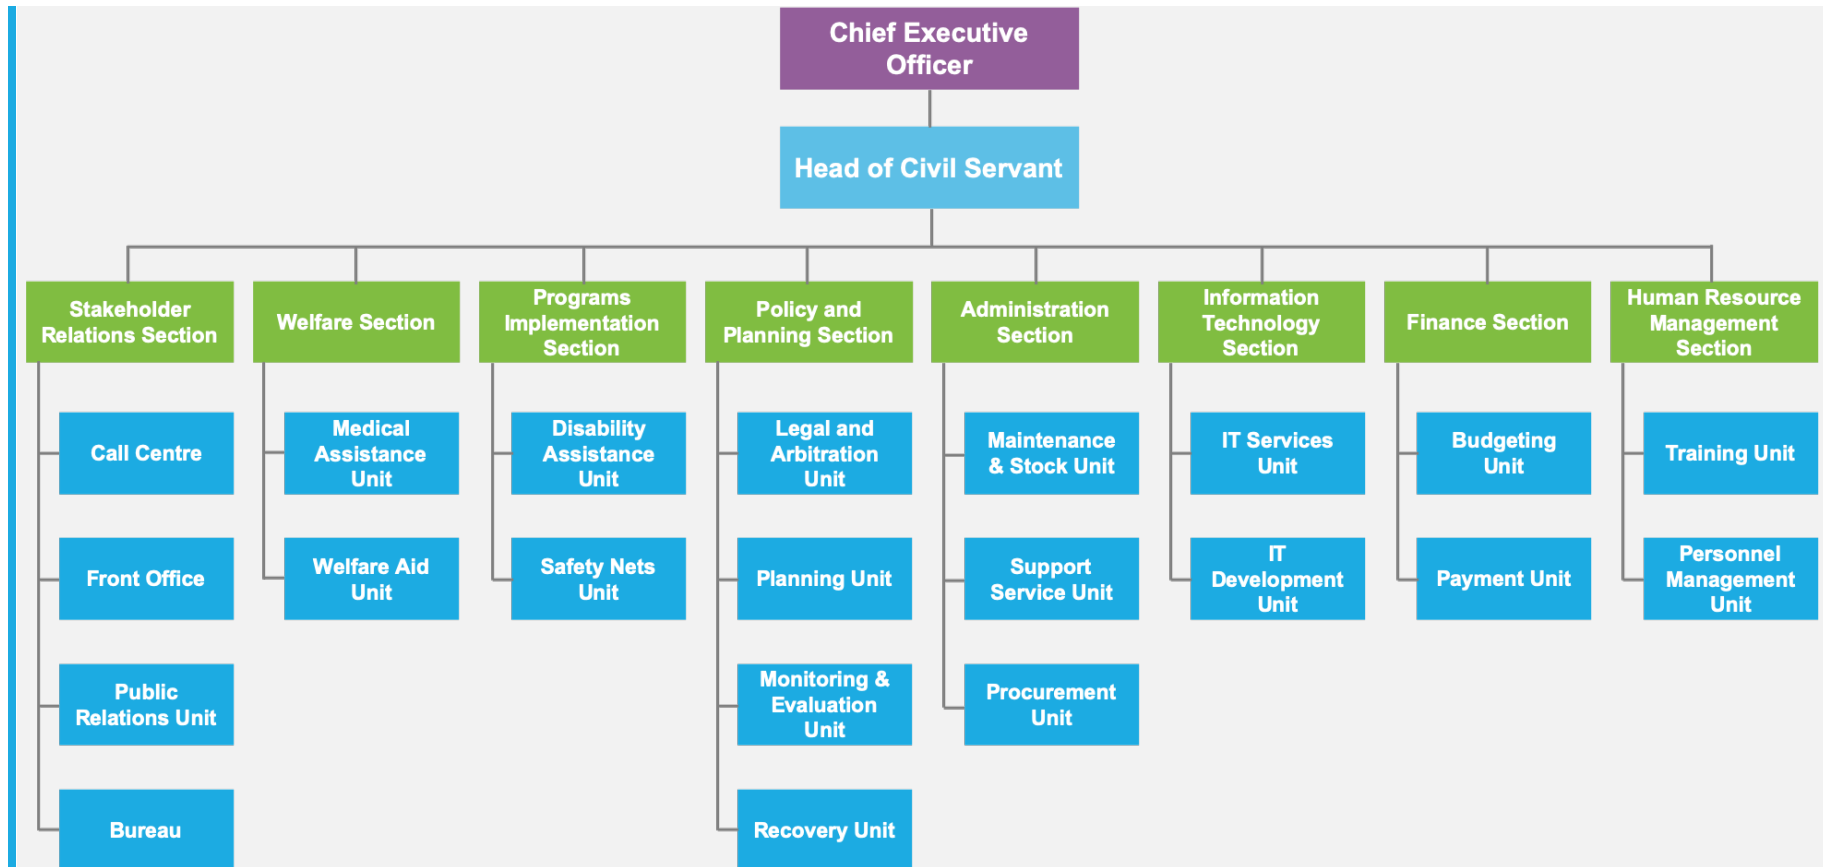 Chief Executive
Officer
Head of Civil Servant
Stakeholder
Relations Section
Welfare Section
Programs
Implementation
Section
Policy and
Planning Section
Administration
Section
Information
Technology
Section
Finance Section
Human Resource
Management
Section
Call Centre
Medical
Assistance
Unit
Disability
Assistance
Unit
Legal and
Arbitration
Unit
Maintenance
& Stock Unit
IT Services
Unit
Budgeting
Unit
Training Unit
Front Office
Welfare Aid
Unit
Safety Nets
Unit
Planning Unit
Support
Service Unit
IT
Development
Unit
Payment Unit
Personnel
Management
Unit
Public
Relations Unit
Monitoring &
Evaluation
Unit
Procurement
Unit
Bureau
Recovery Unit